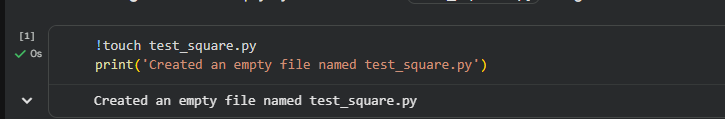 [1]
0s
!touch test_square.py
print('Created an empty file named test_square.py')
Created an empty file named test_square.py